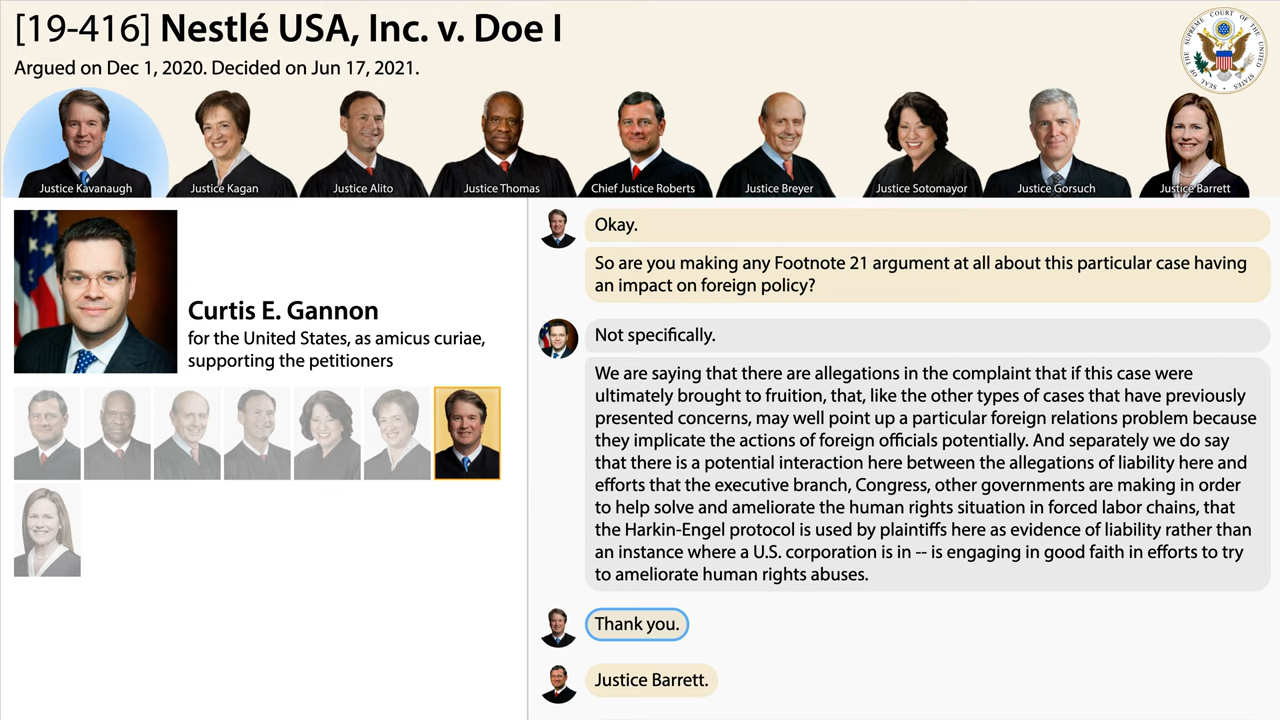 [19-416] Nestlé USA, Inc. v. Doe I
Argued on Dec 1, 2020. Decided on Jun 17, 2021.
SEAL OF THE SUPREME COURT OF THE UNITED STATES
Justice Kavanaugh
Justice Kagan
Justice Alito
Justice Thomas
Chief Justice Roberts
Justice Breyer
Justice Sotomayor
Justice Gorsuch
Justice Barrett
Curtis E. Gannon
for the United States, as amicus curiae,
supporting the petitioners
Okay.
So are you making any Footnote 21 argument at all about this particular case having
an impact on foreign policy?
Not specifically.
We are saying that there are allegations in the complaint that if this case were
ultimately brought to fruition, that, like the other types of cases that have previously
presented concerns, may well point up a particular foreign relations problem because
they implicate the actions of foreign officials potentially. And separately we do say
that there is a potential interaction here between the allegations of liability here and
efforts that the executive branch, Congress, other governments are making in order
to help solve and ameliorate the human rights situation in forced labor chains, that
the Harkin-Engel protocol is used by plaintiffs here as evidence of liability rather than
an instance where a U.S. corporation is in -- is engaging in good faith in efforts to try
to ameliorate human rights abuses.
Thank you.
Justice Barrett.